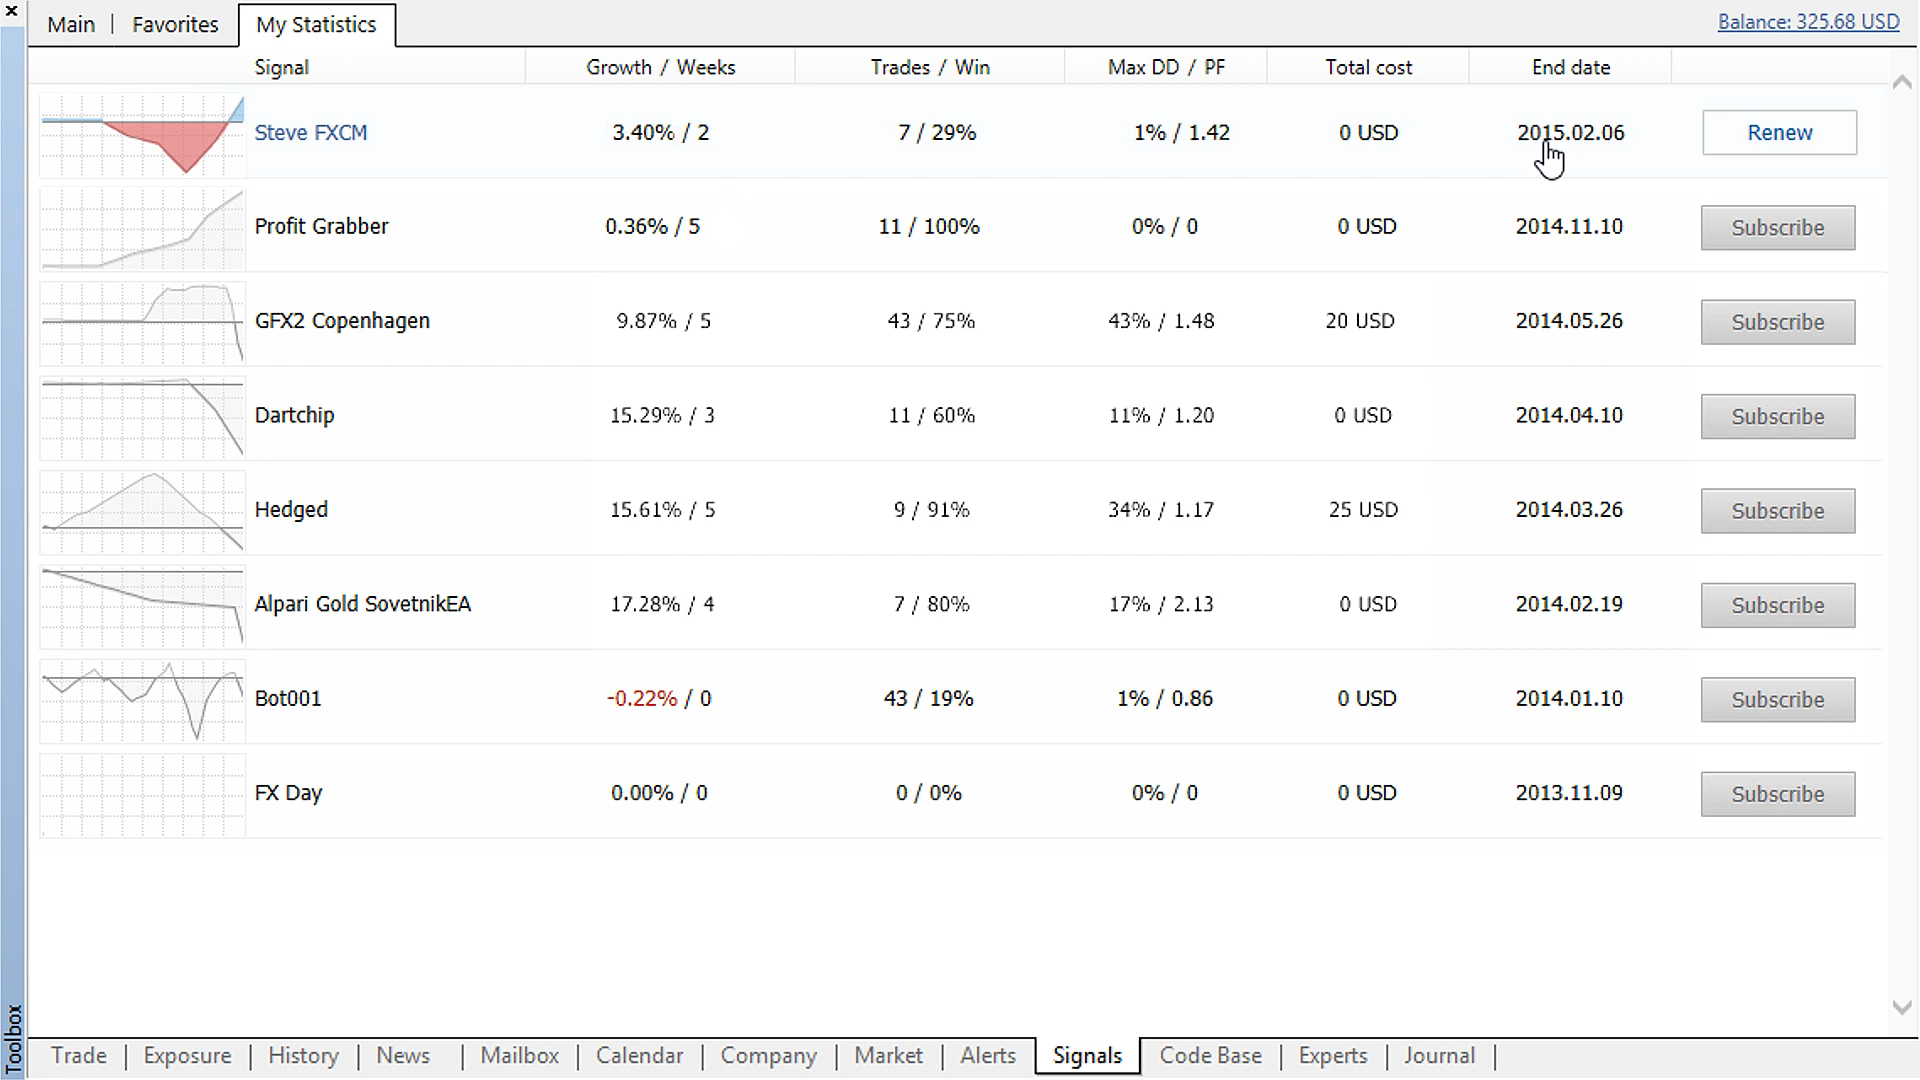 Main | Favorites My Statistics Balance: 325.68 USD
Signal Growth / Weeks Trades / Win Max DD / PF Total cost End date
Steve FXCM 3.40% / 2 7 / 29% 1% / 1.42 0 USD 2015.02.06 Renew
Profit Grabber 0.36% / 5 11 / 100% 0% / 0 0 USD 2014.11.10 Subscribe
GFX2 Copenhagen 9.87% / 5 43 / 75% 43% / 1.48 20 USD 2014.05.26 Subscribe
Dartchip 15.29% / 3 11 / 60% 11% / 1.20 0 USD 2014.04.10 Subscribe
Hedged 15.61% / 5 9 / 91% 34% / 1.17 25 USD 2014.03.26 Subscribe
Alpari Gold SovetnikEA 17.28% / 4 7 / 80% 17% / 2.13 0 USD 2014.02.19 Subscribe
Bot001 -0.22% / 0 43 / 19% 1% / 0.86 0 USD 2014.01.10 Subscribe
FX Day 0.00% / 0 0 / 0% 0% / 0 0 USD 2013.11.09 Subscribe
Toolbox
Trade | Exposure | History | News | Mailbox | Calendar | Company | Market | Alerts Signals Code Base | Experts | Journal |